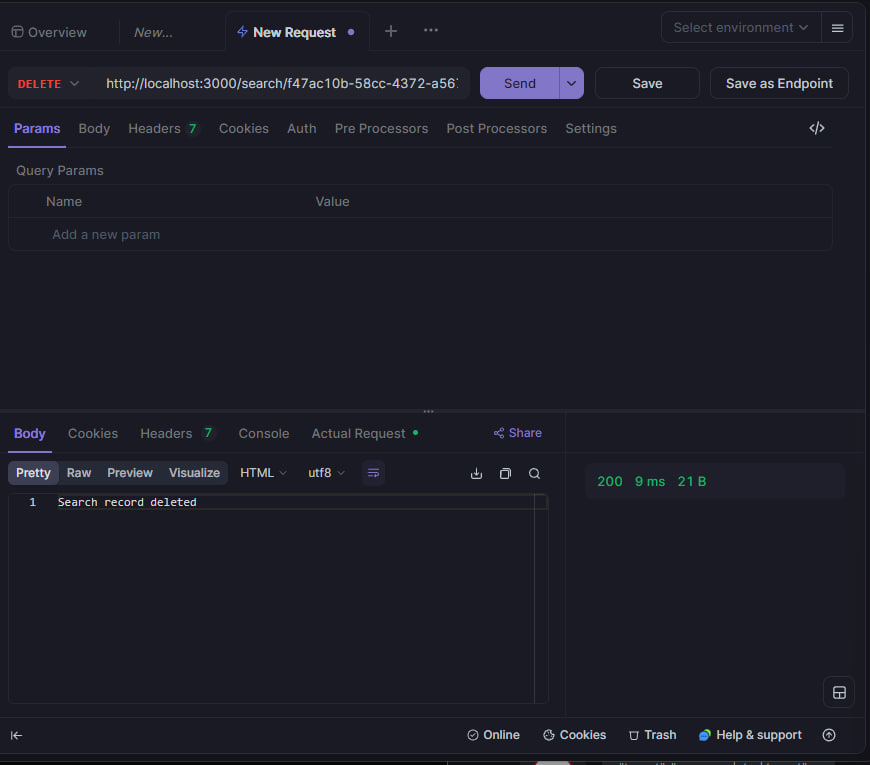 Overview
New...
New Request
Select environment
DELETE http://localhost:3000/search/f47ac10b-58cc-4372-a567
Send
Save
Save as Endpoint
Params Body Headers 7 Cookies Auth Pre Processors Post Processors Settings
Query Params
Name Value
Add a new param
Body Cookies Headers 7 Console Actual Request Share
Pretty Raw Preview Visualize HTML utf8
200 9 ms 21 B
1 Search record deleted
Online Cookies Trash Help & support